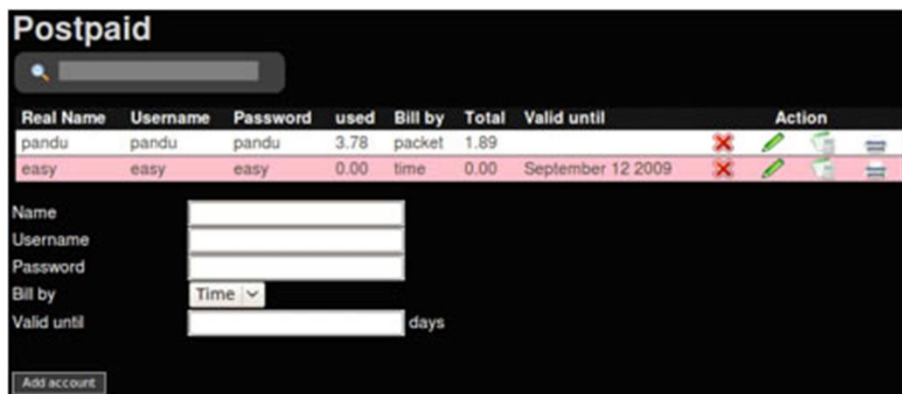 Postpaid
Real Name Username Password used Bill by Total Valid until Action
pandu pandu pandu 3.78 packet 1.89
easy easy easy 0.00 time 0.00 September 12 2009
Name
Username
Password
Bill by Time
Valid until days
Add account